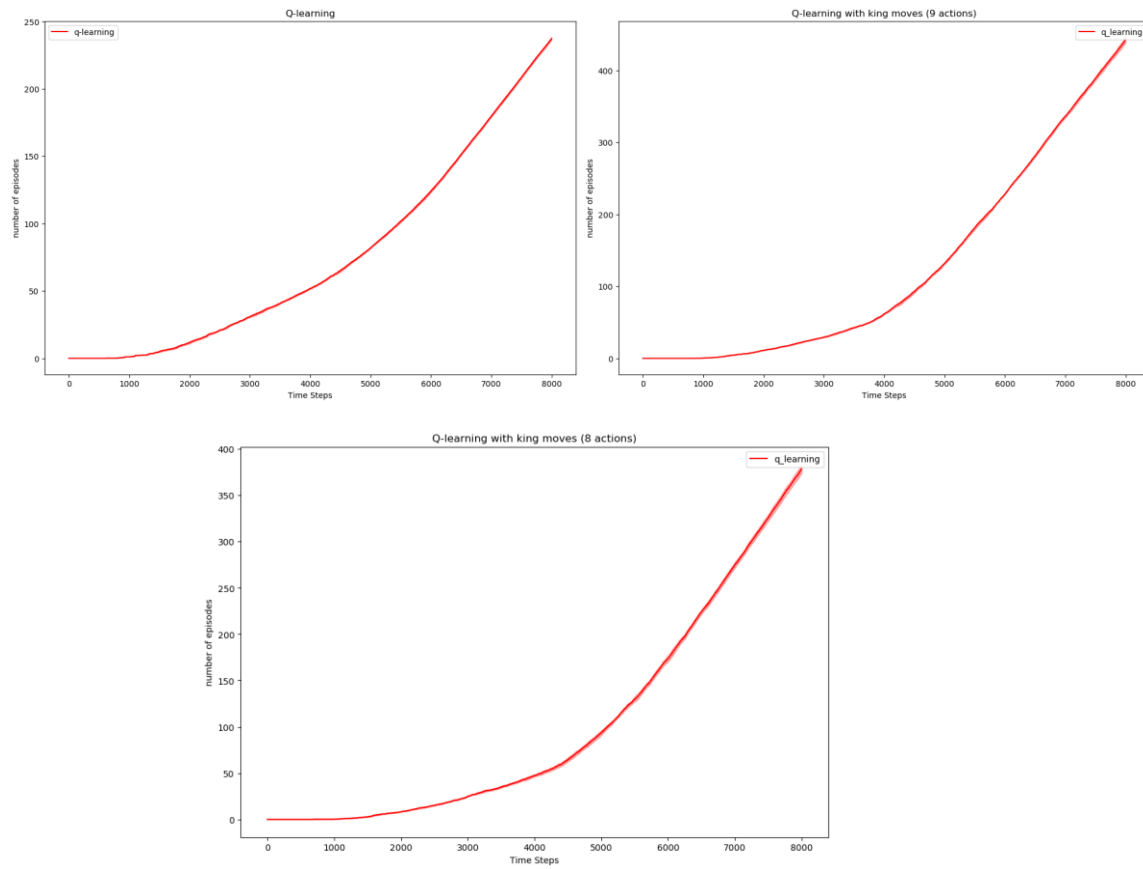 Q-learning
q-learning
250
200
150
100
50
0
number of episodes
0 1000 2000 3000 4000 5000 6000 7000 8000
Time Steps
Q-learning with king moves (9 actions)
q_learning
400
300
200
100
0
number of episodes
0 1000 2000 3000 4000 5000 6000 7000 8000
Time Steps
Q-learning with king moves (8 actions)
q_learning
400
350
300
250
200
150
100
50
0
number of episodes
0 1000 2000 3000 4000 5000 6000 7000 8000
Time Steps